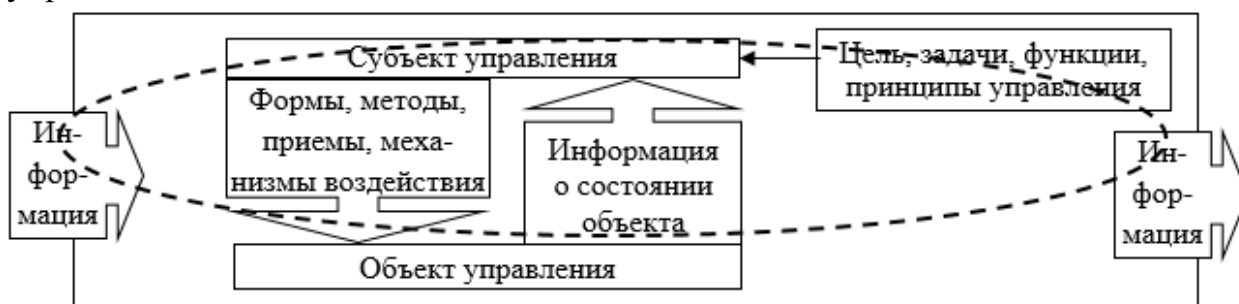 Субъект управления
Цель, задачи, функции,
принципы управления
Формы, методы,
приемы, меха-
низмы воздействия
Ин-
фор-
мация
Информация
о состоянии
объекта
Ин-
фор-
мация
Объект управления